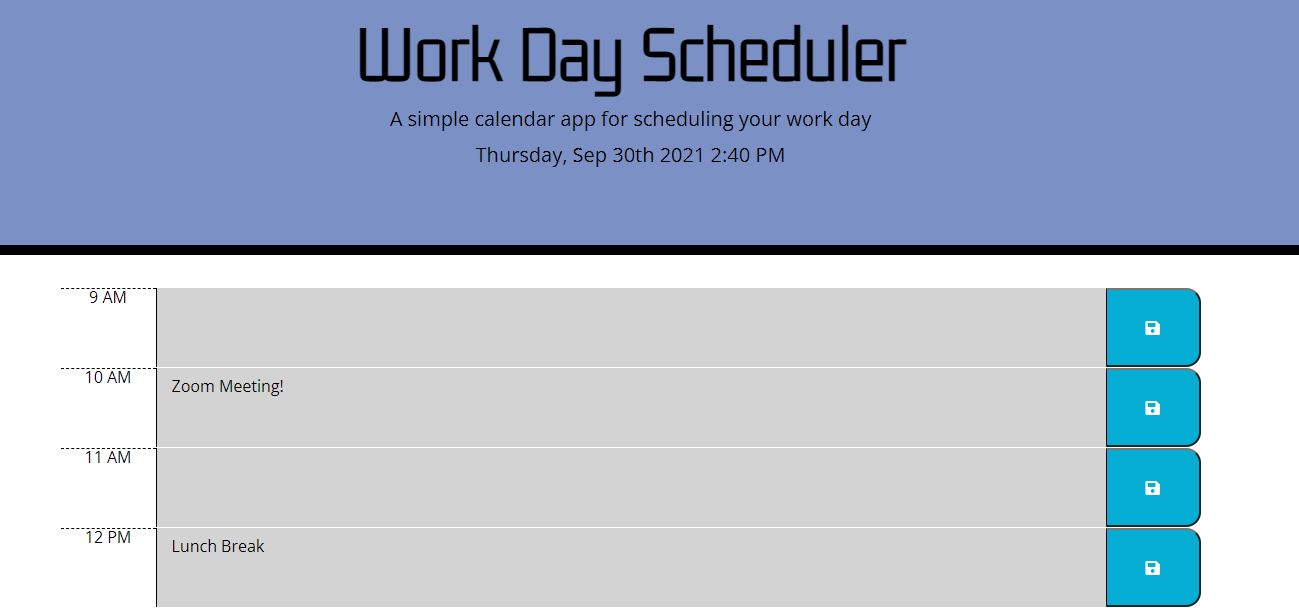 Work Day Scheduler
A simple calendar app for scheduling your work day
Thursday, Sep 30th 2021 2:40 PM
9 AM
10 AM
Zoom Meeting!
11 AM
12 PM
Lunch Break